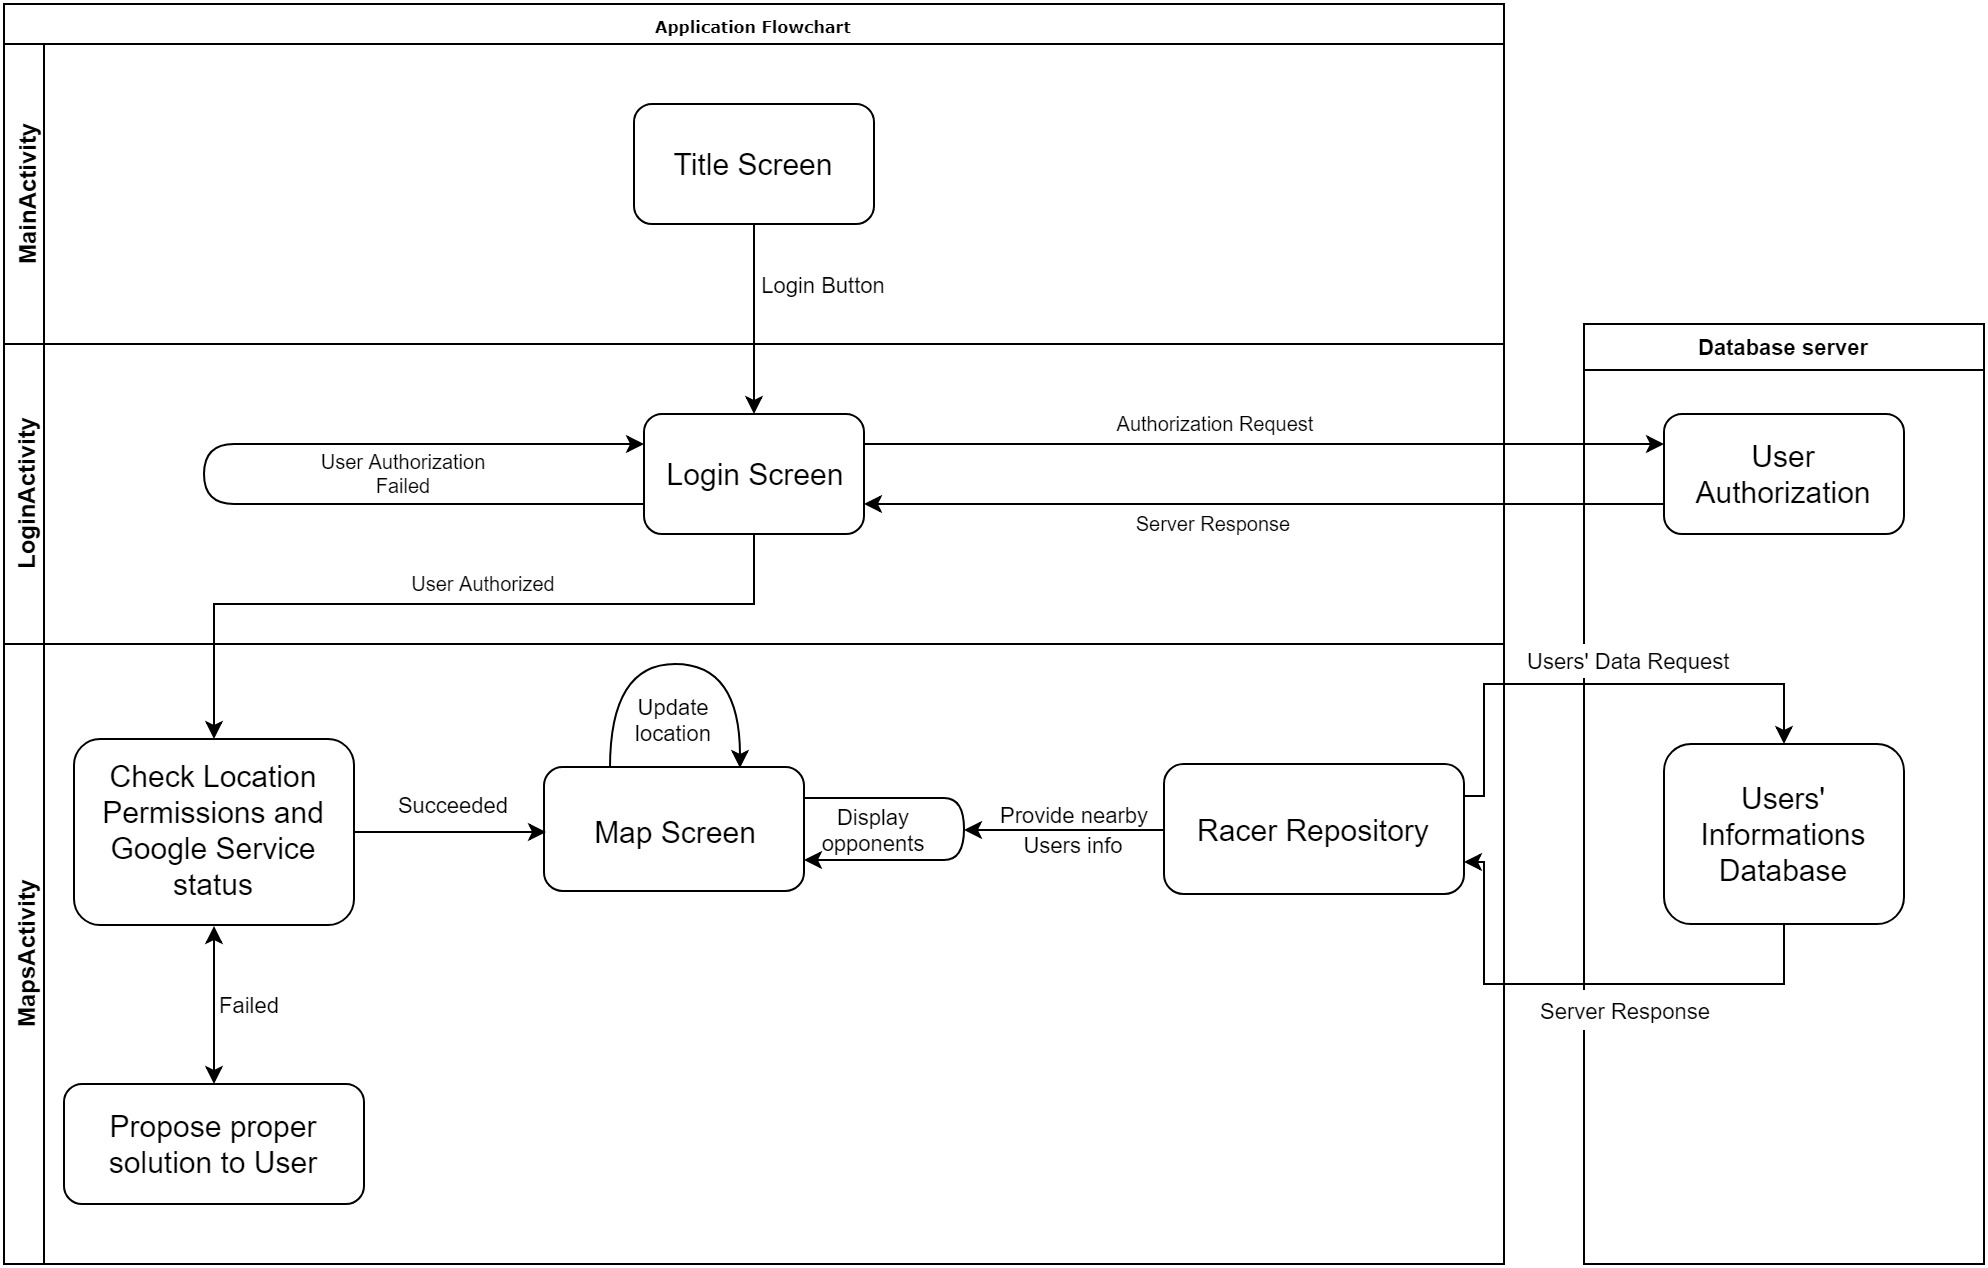 Application Flowchart
MainActivity
Title Screen
Login Button
Database server
LoginActivity
User Authorization
Failed
Login Screen
Authorization Request
Server Response
User
Authorization
User Authorized
MapsActivity
Users' Data Request
Check Location
Permissions and
Google Service
status
Succeeded
Update
location
Map Screen
Display
opponents
Provide nearby
Users info
Racer Repository
Users'
Informations
Database
Failed
Server Response
Propose proper
solution to User